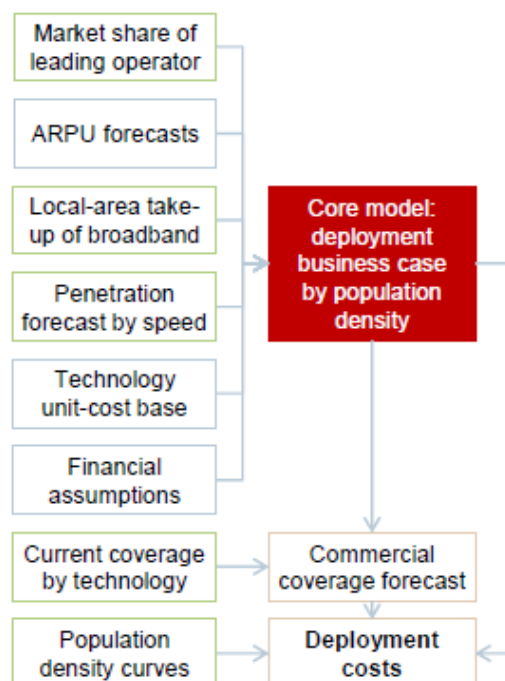 Market share of
leading operator
ARPU forecasts
Local-area take-
up of broadband
Core model:
deployment
business case
by population
density
Penetration
forecast by speed
Technology
unit-cost base
Financial
assumptions
Current coverage
by technology
Commercial
coverage forecast
Population
density curves
Deployment
costs